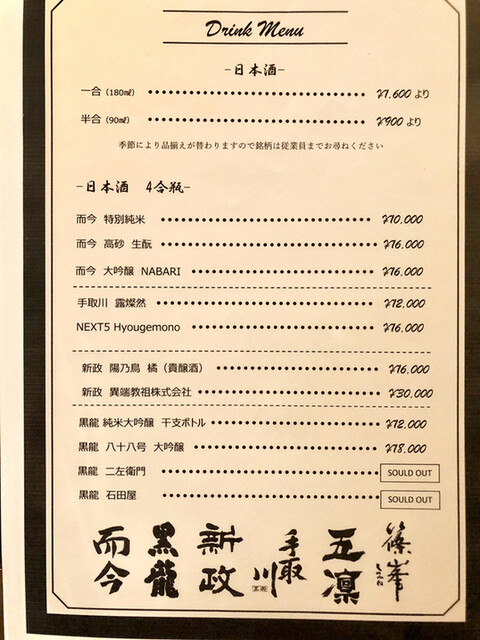 Drink Menu
-日本酒-
一合 (180㎖) ¥1,600 より
半合 (90㎖) ¥900 より
季節により品揃えが替わりますので銘柄は従業員までお尋ねください
-日本酒 4合瓶-
而今 特別純米 ¥10,000
而今 高砂 生酛 ¥16,000
而今 大吟醸 NABARI ¥16,000
手取川 露燦然 ¥12,000
NEXT5 Hyougemono ¥16,000
新政 陽乃鳥 橘（貴醸酒） ¥16,000
新政 異端教祖株式会社 ¥30,000
黒龍 純米大吟醸 干支ボトル ¥12,000
黒龍 八十八号 大吟醸 ¥18,000
黒龍 二左衛門 SOULD OUT
黒龍 石田屋 SOULD OUT
而今 黒龍 新政 手取川 五凛 篠峯